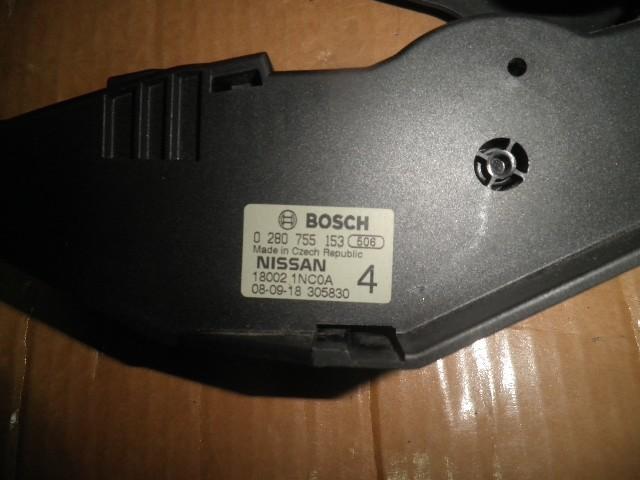 BOSCH
0 280 755 153 506
Made in Czech Republic
NISSAN
18002 1NC0A 4
08-09-18 305830